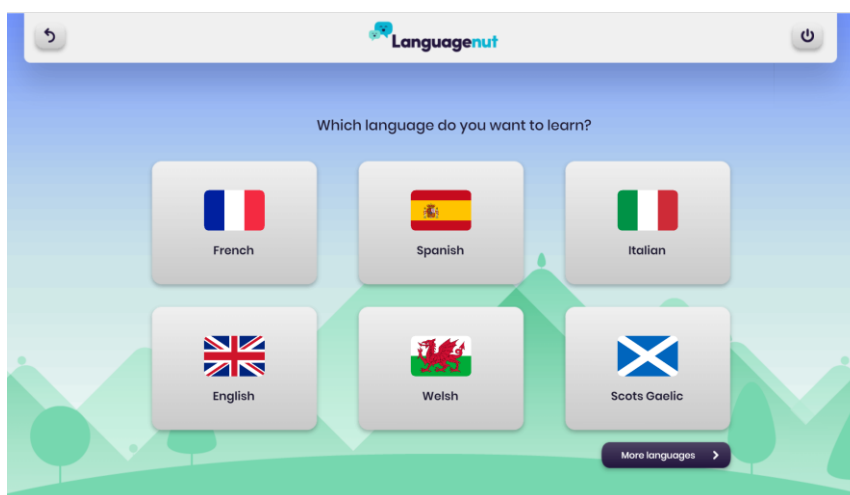 Languagenut
Which language do you want to learn?
French
Spanish
Italian
English
Welsh
Scots Gaelic
More languages